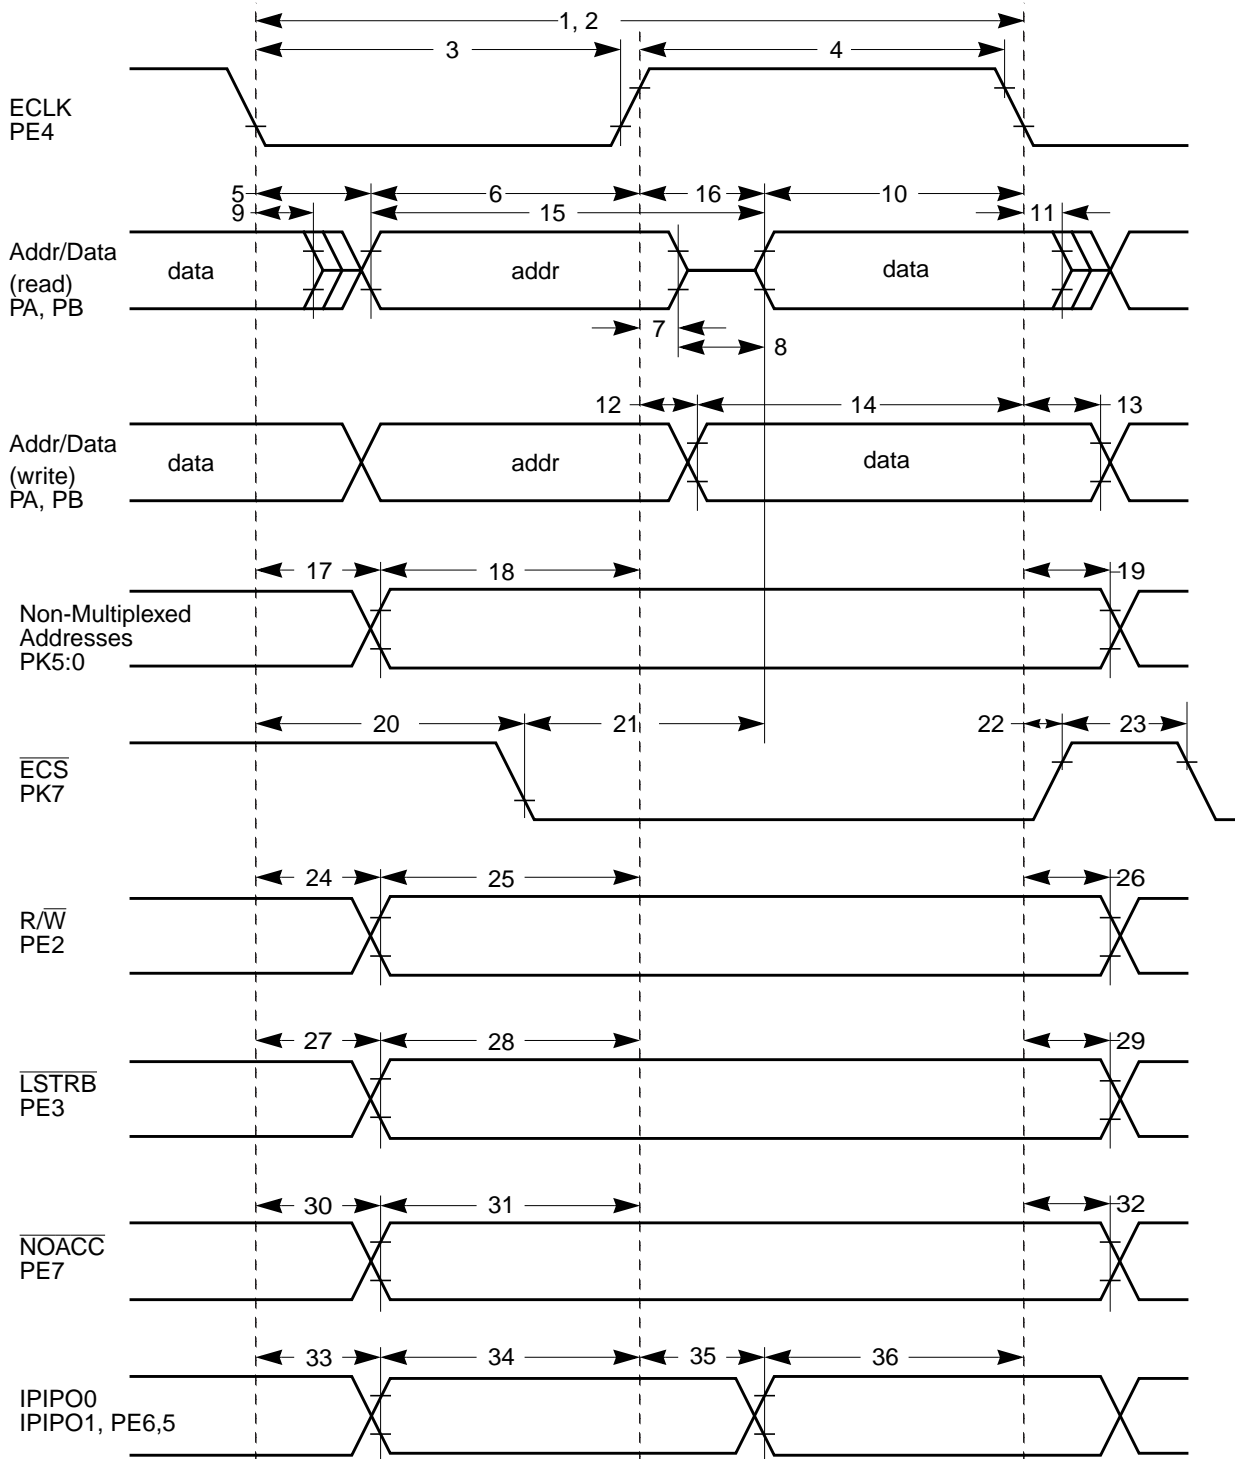 1, 2
3 4
ECLK
PE4
5 6 16 10
9 15 11
Addr/Data
(read)
PA, PB
data addr data
7 8
12 14 13
Addr/Data
(write)
PA, PB
data addr data
17 18 19
Non-Multiplexed
Addresses
PK5:0
20 21 22 23
ECS
PK7
24 25 26
R/W
PE2
27 28 29
LSTRB
PE3
30 31 32
NOACC
PE7
33 34 35 36
IPIPO0
IPIPO1, PE6,5